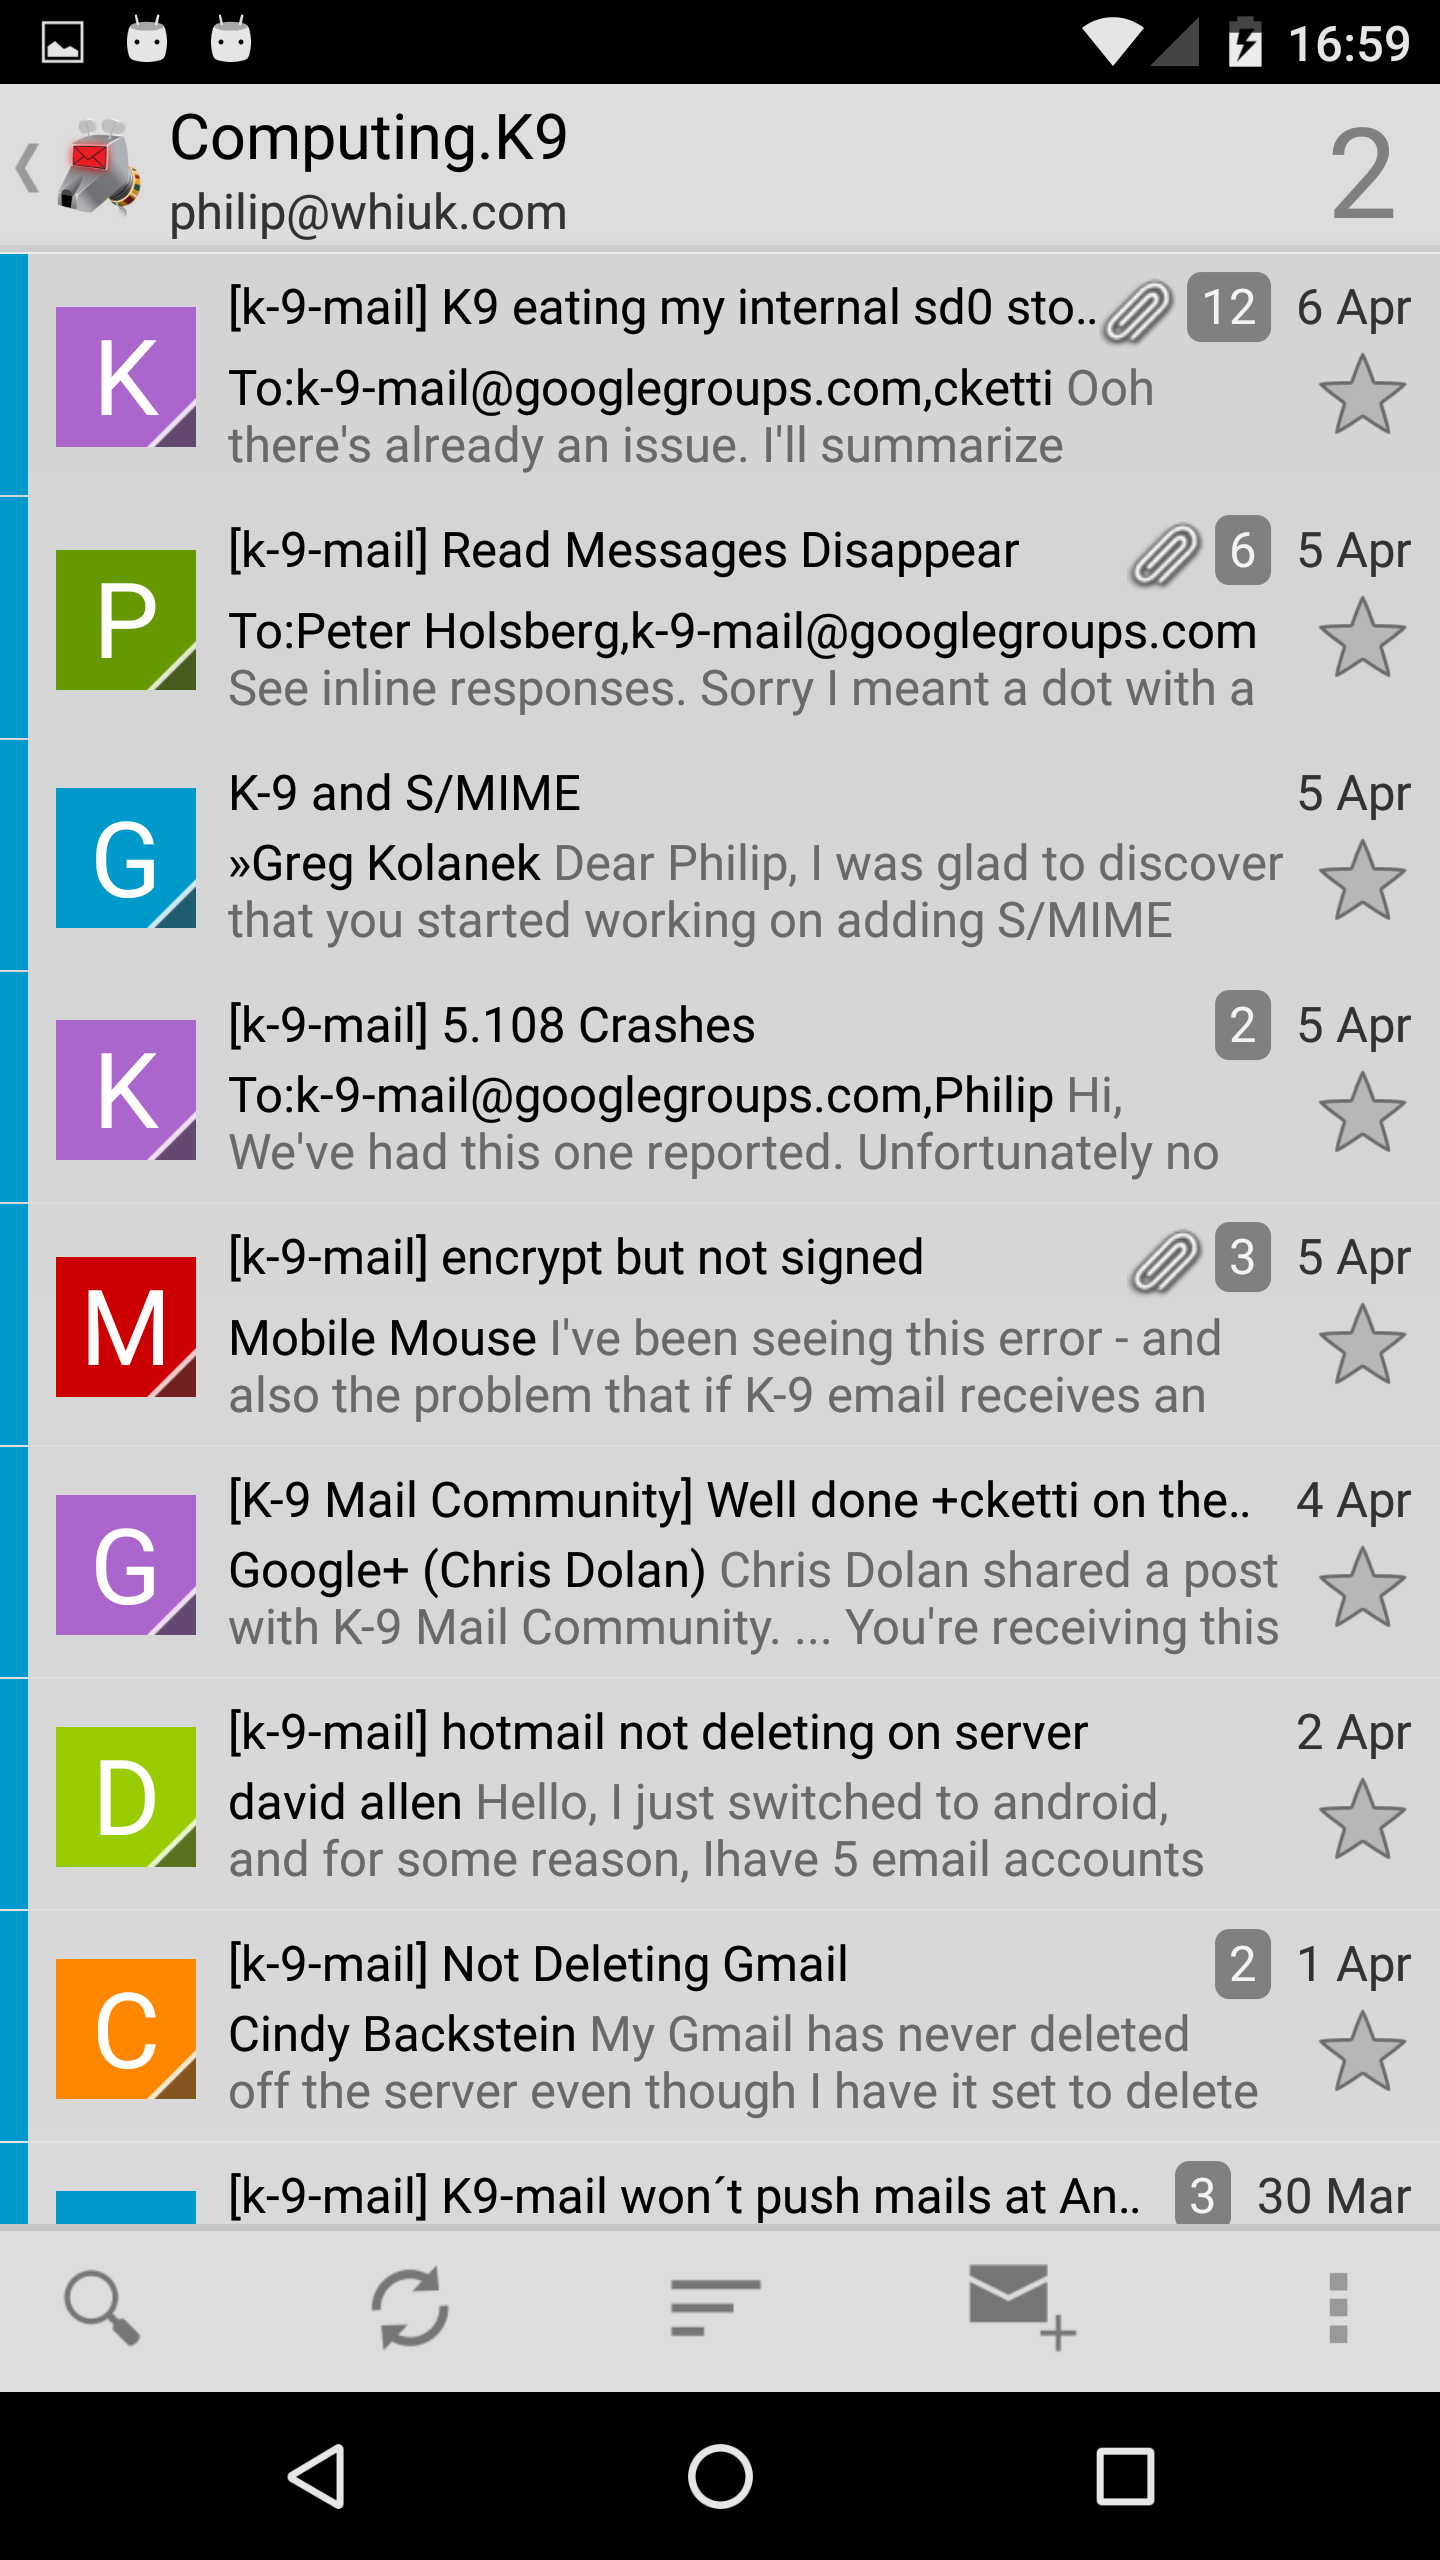 16:59
Computing.K9
philip@whiuk.com
2
[k-9-mail] K9 eating my internal sd0 sto.. 12 6 Apr
K
To:k-9-mail@googlegroups.com,cketti Ooh
there's already an issue. I'll summarize
[k-9-mail] Read Messages Disappear 6 5 Apr
P
To:Peter Holsberg,k-9-mail@googlegroups.com
See inline responses. Sorry I meant a dot with a
K-9 and S/MIME 5 Apr
G
»Greg Kolanek Dear Philip, I was glad to discover
that you started working on adding S/MIME
[k-9-mail] 5.108 Crashes 2 5 Apr
K
To:k-9-mail@googlegroups.com,Philip Hi,
We've had this one reported. Unfortunately no
[k-9-mail] encrypt but not signed 3 5 Apr
M
Mobile Mouse I've been seeing this error - and
also the problem that if K-9 email receives an
[K-9 Mail Community] Well done +cketti on the.. 4 Apr
G
Google+ (Chris Dolan) Chris Dolan shared a post
with K-9 Mail Community. ... You're receiving this
[k-9-mail] hotmail not deleting on server 2 Apr
D
david allen Hello, I just switched to android,
and for some reason, Ihave 5 email accounts
[k-9-mail] Not Deleting Gmail 2 1 Apr
C
Cindy Backstein My Gmail has never deleted
off the server even though I have it set to delete
[k-9-mail] K9-mail won´t push mails at An.. 3 30 Mar